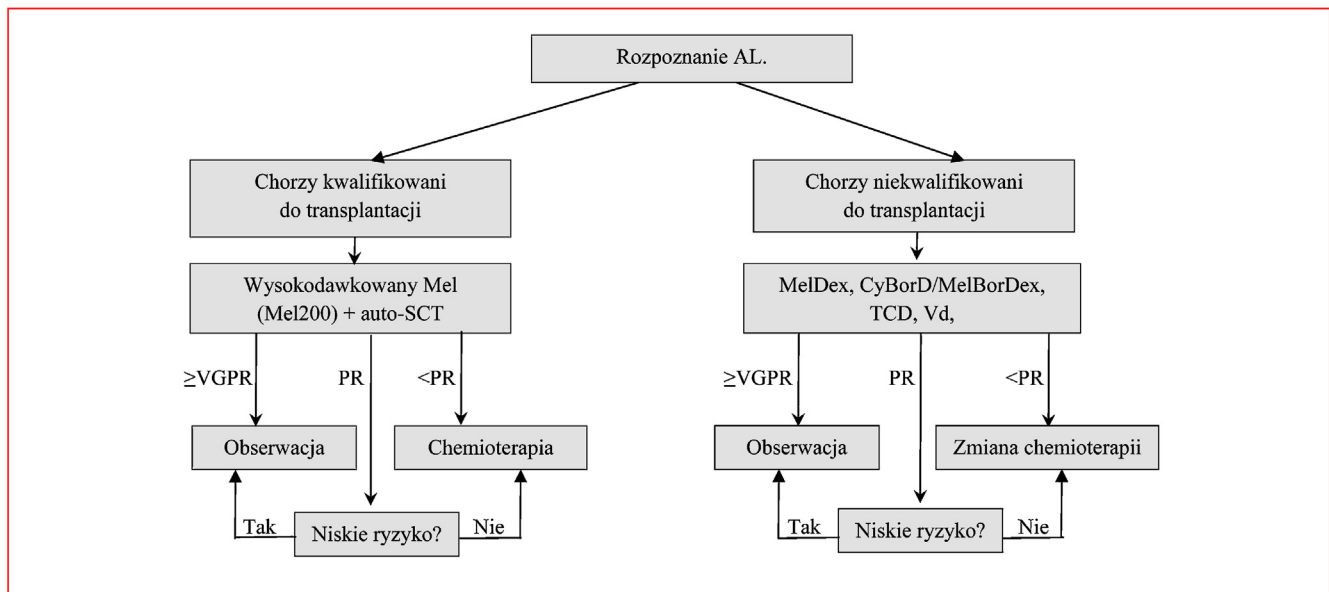 Rozpoznanie AL.
Chorzy kwalifikowani
do transplantacji
Chorzy niekwalifikowani
do transplantacji
Wysokodawkowany Mel
(Mel200) + auto-SCT
MelDex, CyBorD/MelBorDex,
TCD, Vd,
≥VGPR
PR
<PR
≥VGPR
PR
<PR
Obserwacja
Chemioterapia
Obserwacja
Zmiana chemioterapii
Tak
Niskie ryzyko?
Nie
Tak
Niskie ryzyko?
Nie